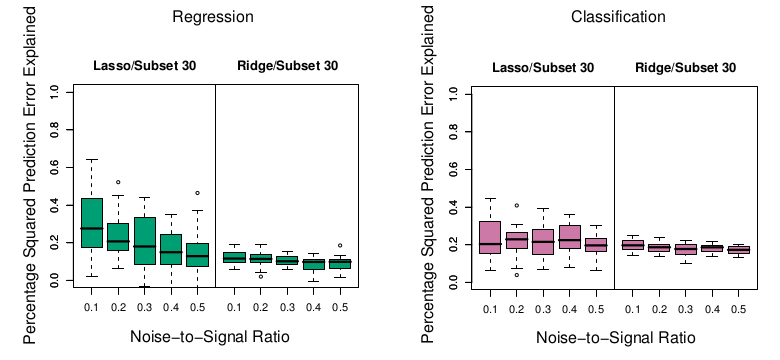 Regression
Lasso/Subset 30 Ridge/Subset 30
Percentage Squared Prediction Error Explained
1.0
0.8
0.6
0.4
0.2
0.0
0.1 0.2 0.3 0.4 0.5 0.1 0.2 0.3 0.4 0.5
Noise−to−Signal Ratio
Classification
Lasso/Subset 30 Ridge/Subset 30
Percentage Squared Prediction Error Explained
1.0
0.8
0.6
0.4
0.2
0.0
0.1 0.2 0.3 0.4 0.5 0.1 0.2 0.3 0.4 0.5
Noise−to−Signal Ratio